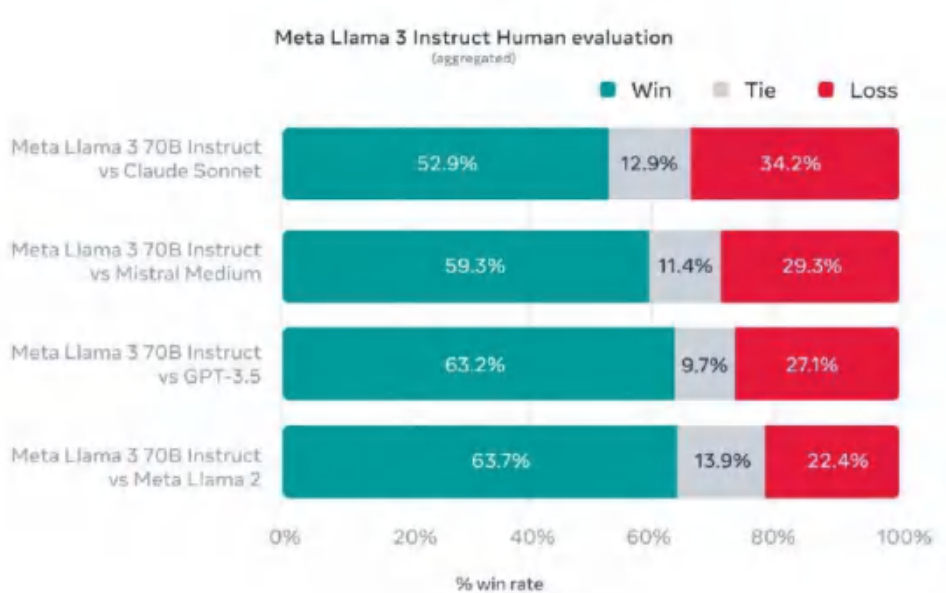 Meta Llama 3 Instruct Human evaluation
(aggregated)
Win Tie Loss
Meta Llama 3 70B Instruct
vs Claude Sonnet
52.9% 12.9% 34.2%
Meta Llama 3 70B Instruct
vs Mistral Medium
59.3% 11.4% 29.3%
Meta Llama 3 70B Instruct
vs GPT-3.5
63.2% 9.7% 27.1%
Meta Llama 3 70B Instruct
vs Meta Llama 2
63.7% 13.9% 22.4%
0% 20% 40% 60% 80% 100%
% win rate